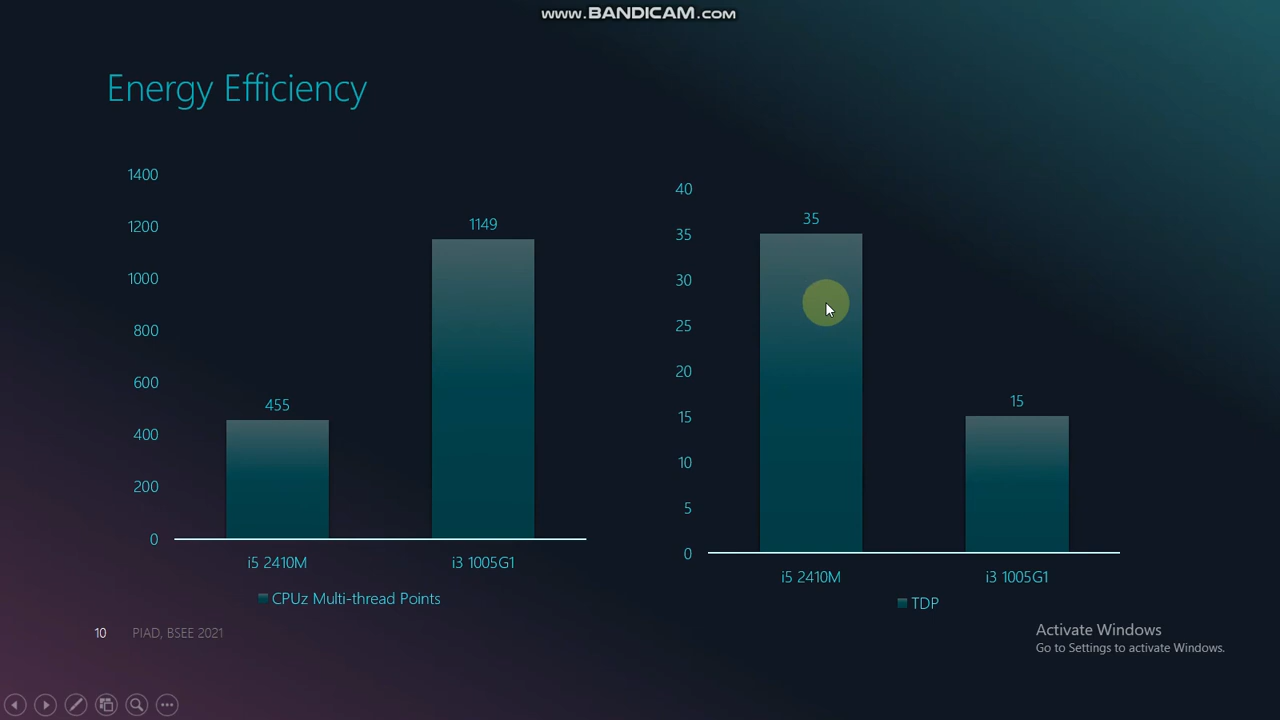 www.BANDICAM.com
Energy Efficiency
1400
1200
1000
800
600
400
200
0
455
1149
i5 2410M
i3 1005G1
CPUz Multi-thread Points
40
35
30
25
20
15
10
5
0
35
15
i5 2410M
i3 1005G1
TDP
10 PIAD, BSEE 2021
Activate Windows
Go to Settings to activate Windows.